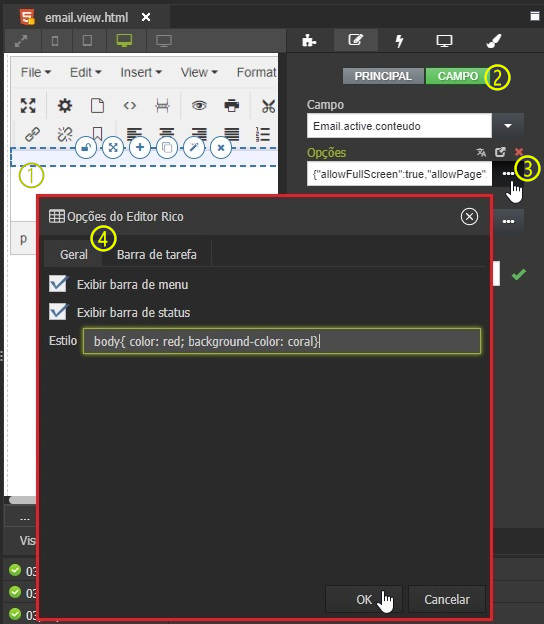 email.view.html
PRINCIPAL
CAMPO
2
File
Edit
Insert
View
Format
Campo
Email.active.conteudo
Opções
3
{"allowFullScreen":true,"allowPage"
...
1
p
...
Opções do Editor Rico
4
Geral
Barra de tarefa
Exibir barra de menu
Exibir barra de status
Estilo
body{ color: red; background-color: coral}
...
Vis
03
03
03
OK
Cancelar